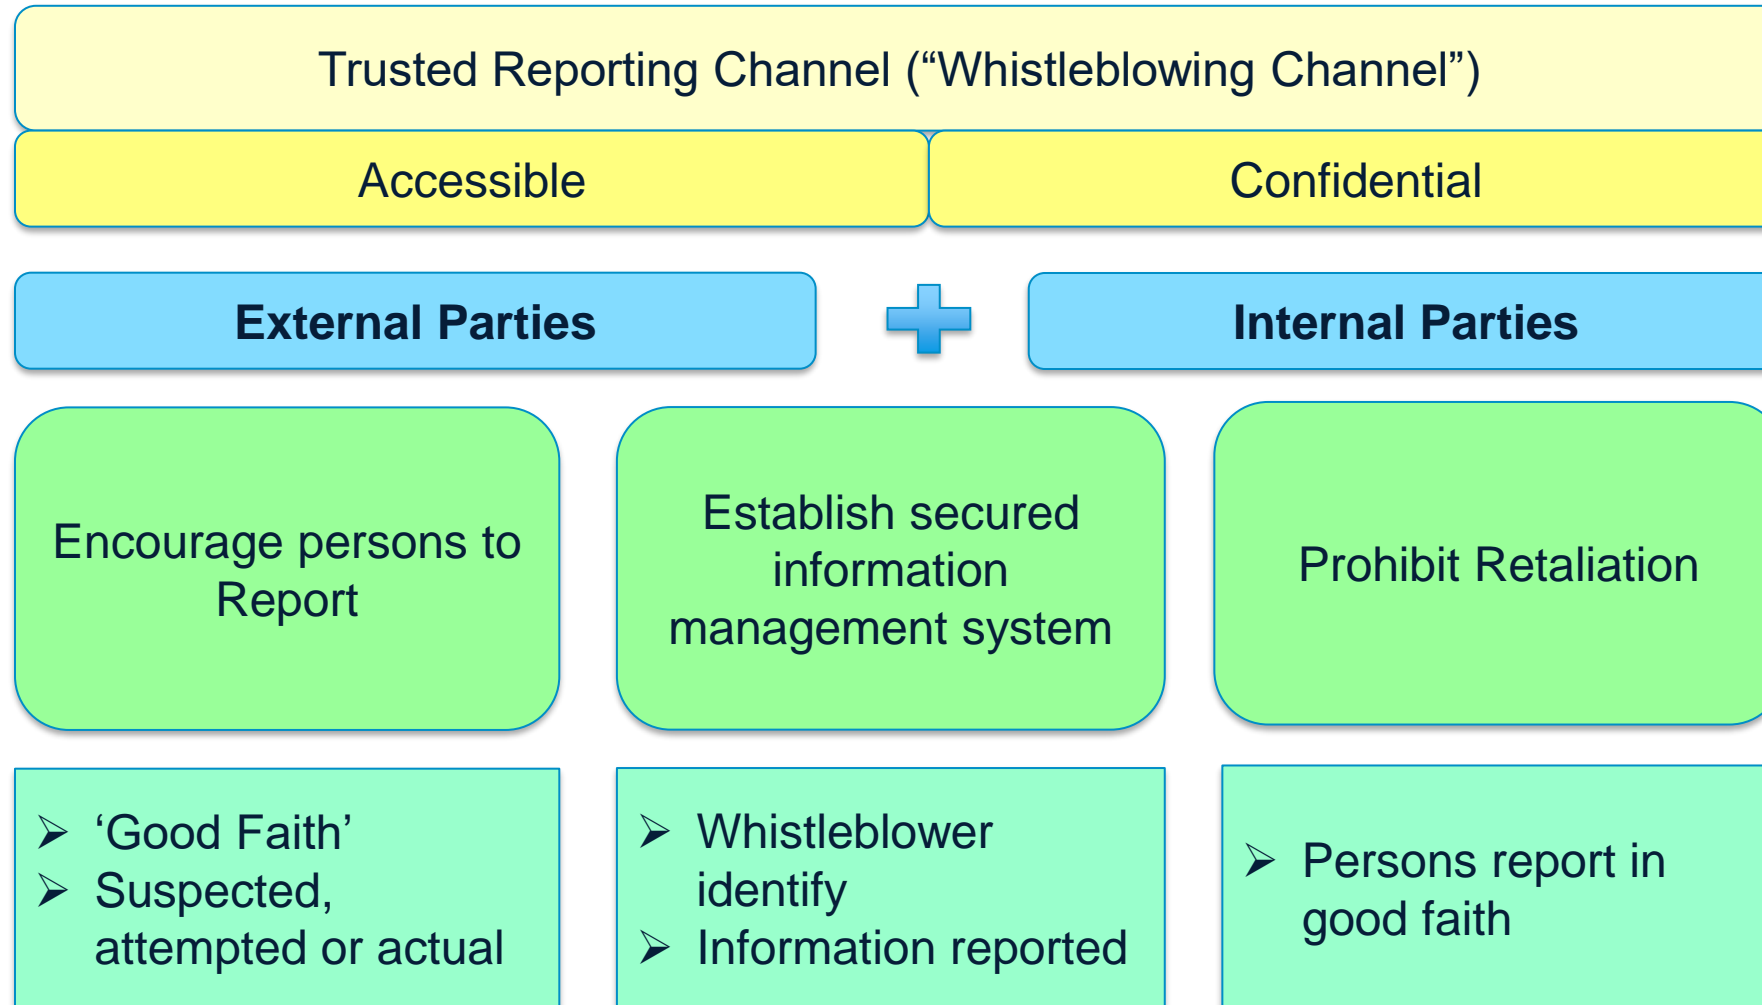 Trusted Reporting Channel (“Whistleblowing Channel”)
Accessible
Confidential
External Parties
Internal Parties
Encourage persons to
Report
Establish secured
information
management system
Prohibit Retaliation
➢ ‘Good Faith’
➢ Suspected,
attempted or actual
➢ Whistleblower
identify
➢ Information reported
➢ Persons report in
good faith